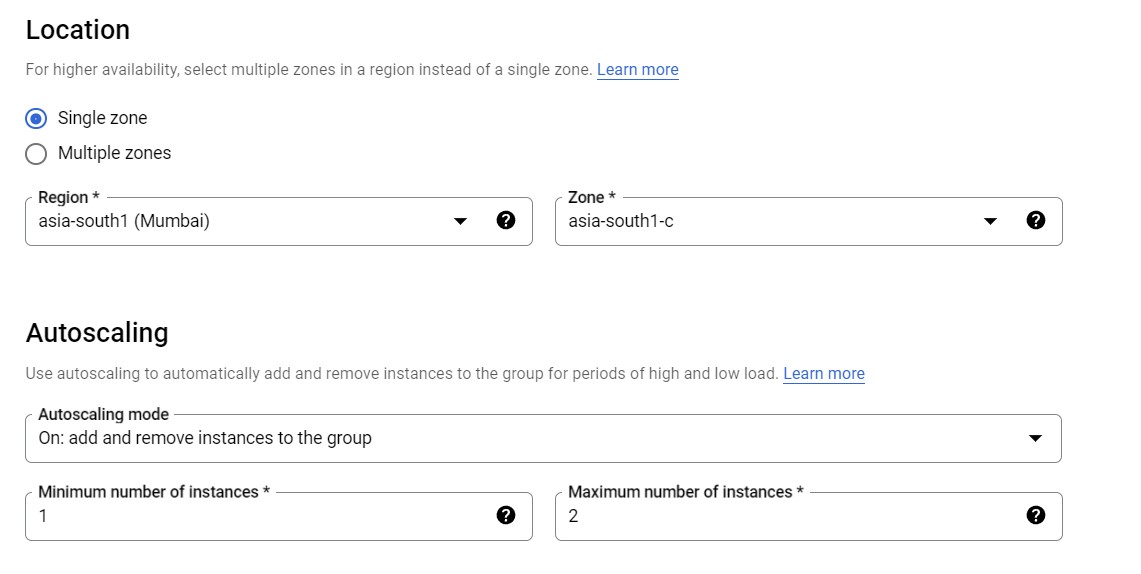 Location
For higher availability, select multiple zones in a region instead of a single zone. Learn more
Single zone
Multiple zones
Region *
asia-south1 (Mumbai)
Zone *
asia-south1-c
Autoscaling
Use autoscaling to automatically add and remove instances to the group for periods of high and low load. Learn more
Autoscaling mode
On: add and remove instances to the group
Minimum number of instances *
1
Maximum number of instances *
2